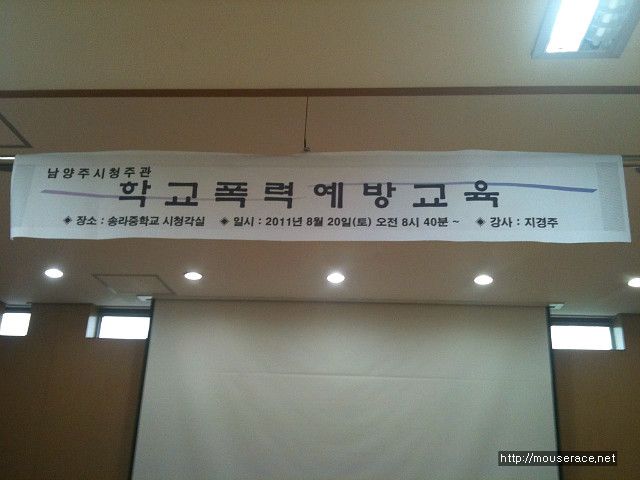 남양주시청주관
학교폭력예방교육
◈ 장소 : 송라중학교 시청각실 ◈ 일시 : 2011년 8월 20일(토) 오전 8시 40분 ~ ◈ 강사 : 지경주
http://mouserace.net